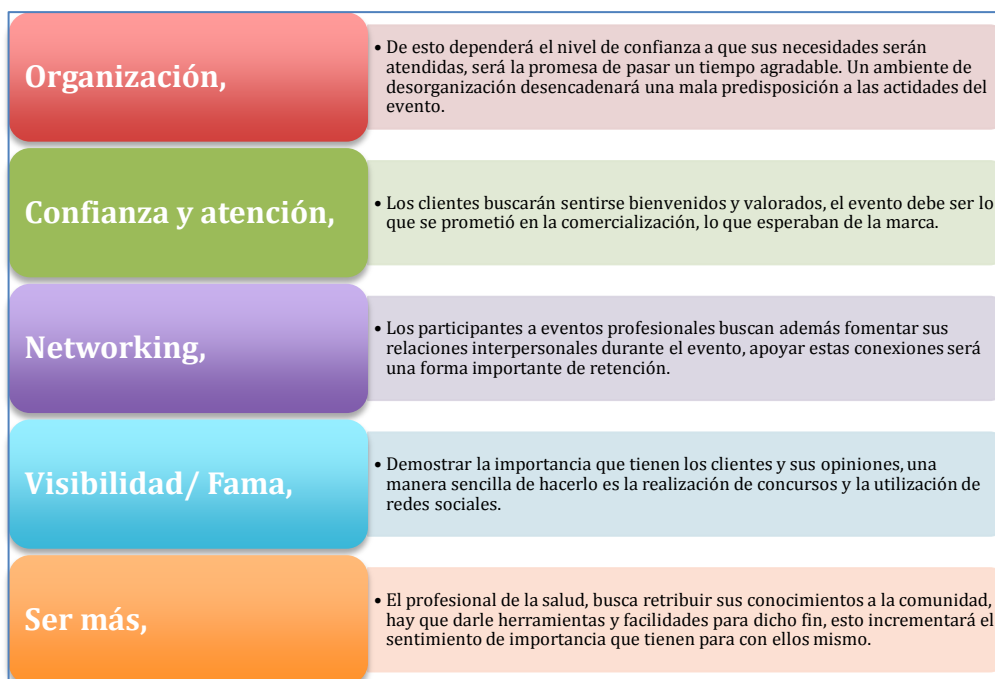 Organización,
• De esto dependerá el nivel de confianza a que sus necesidades serán
atendidas, será la promesa de pasar un tiempo agradable. Un ambiente de
desorganización desencadenará una mala predisposición a las actidades del
evento.
Confianza y atención,
• Los clientes buscarán sentirse bienvenidos y valorados, el evento debe ser lo
que se prometió en la comercialización, lo que esperaban de la marca.
Networking,
• Los participantes a eventos profesionales buscan además fomentar sus
relaciones interpersonales durante el evento, apoyar estas conexiones será
una forma importante de retención.
Visibilidad/ Fama,
• Demostrar la importancia que tienen los clientes y sus opiniones, una
manera sencilla de hacerlo es la realización de concursos y la utilización de
redes sociales.
Ser más,
• El profesional de la salud, busca retribuir sus conocimientos a la comunidad,
hay que darle herramientas y facilidades para dicho fin, esto incrementará el
sentimiento de importancia que tienen para con ellos mismo.